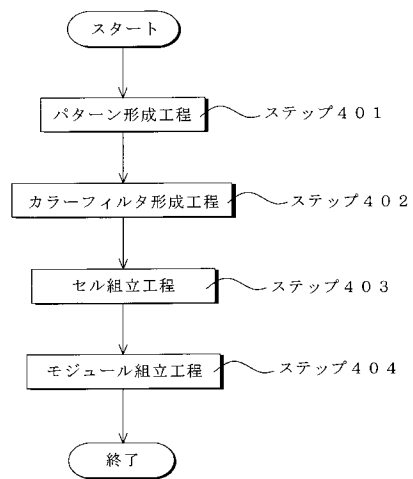 スタート
パターン形成工程 ステップ401
カラーフィルタ形成工程 ステップ402
セル組立工程 ステップ403
モジュール組立工程 ステップ404
終了